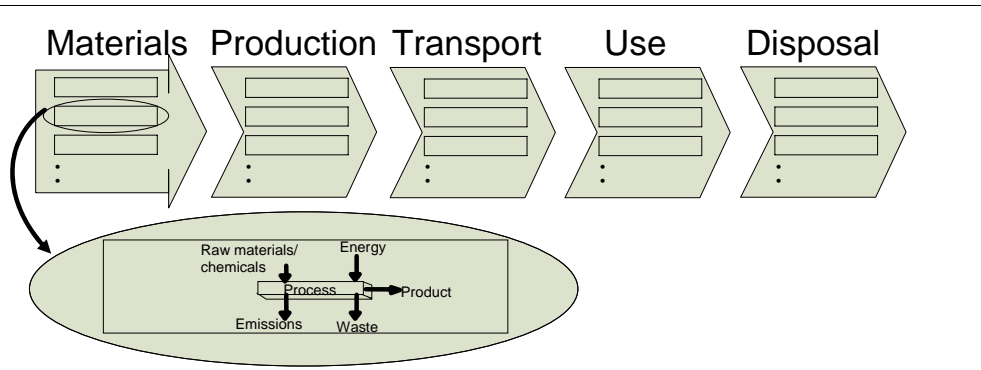 Materials Production Transport Use Disposal
Raw materials/
chemicals
Energy
Process
Product
Emissions
Waste